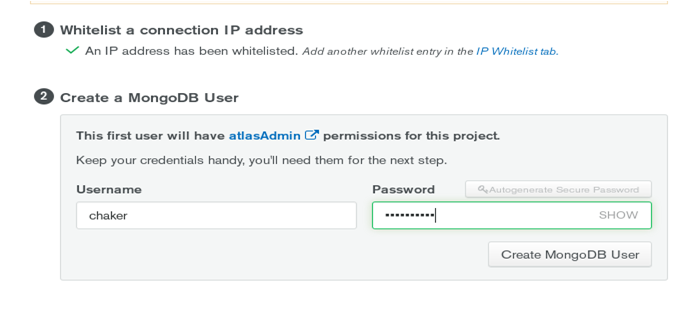 1 Whitelist a connection IP address
An IP address has been whitelisted. Add another whitelist entry in the IP Whitelist tab.
2 Create a MongoDB User
This first user will have atlasAdmin permissions for this project.
Keep your credentials handy, you'll need them for the next step.
Username Password Autogenerate Secure Password
chaker •••••••••• SHOW
Create MongoDB User